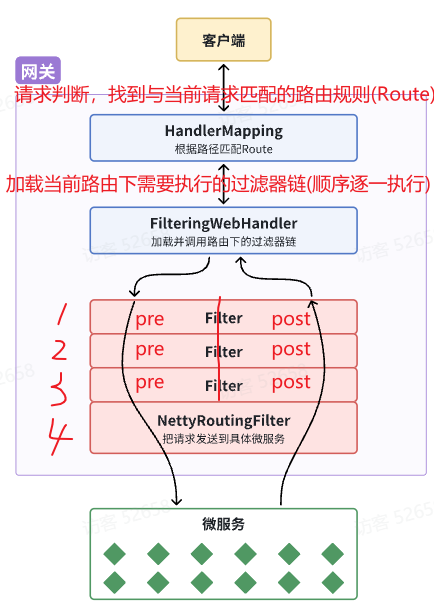 客户端
网关
请求判断，找到与当前请求匹配的路由规则(Route)
HandlerMapping
根据路径匹配Route
加载当前路由下需要执行的过滤器链(顺序逐一执行)
FilteringWebHandler
加载并调用路由下的过滤器链
1 pre Filter post
2 pre Filter post
3 pre Filter post
4 NettyRoutingFilter
把请求发送到具体微服务
微服务